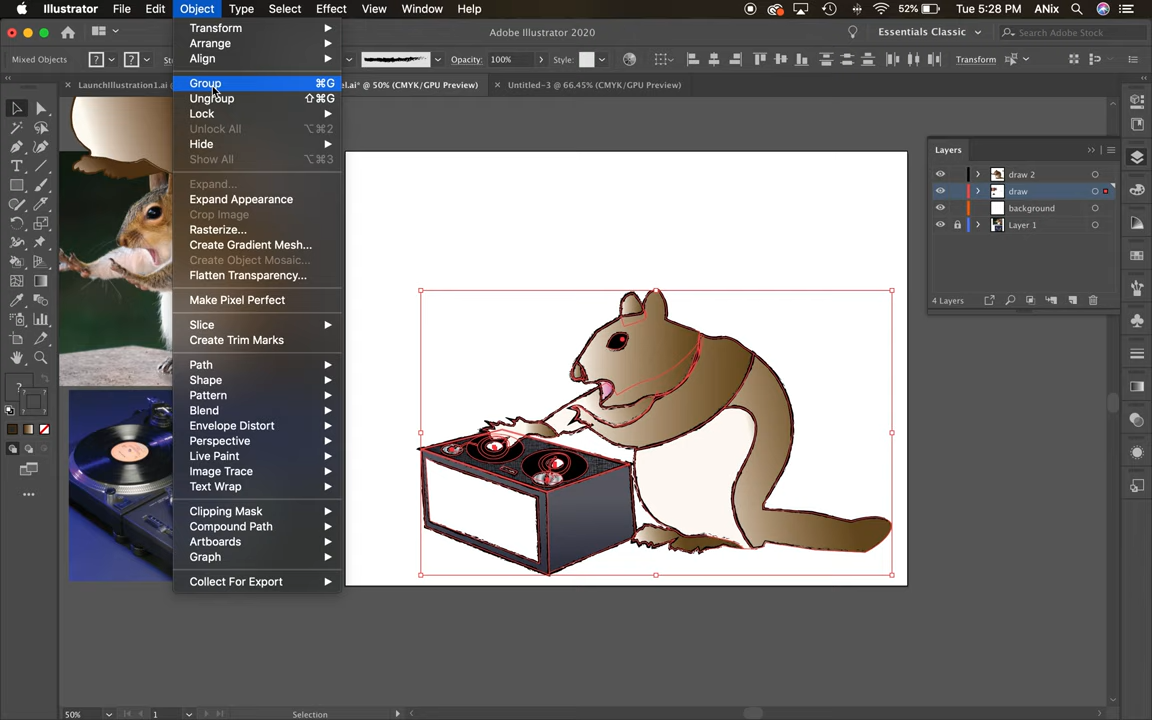 Illustrator File Edit Object Type Select Effect View Window Help 52% Tue 5:28 PM ANix
Adobe Illustrator 2020 Essentials Classic Search Adobe Stock
Mixed Objects ? ? Opacity: 100% Style: Transform
LaunchIllustration1.ai @ 50% (CMYK/GPU Preview) Untitled-3 @ 66.45% (CMYK/GPU Preview)
Transform
Arrange
Align
Group ⌘G
Ungroup ⇧⌘G
Lock
Unlock All ⌥⌘2
Hide
Show All ⌥⌘3
Expand...
Expand Appearance
Crop Image
Rasterize...
Create Gradient Mesh...
Create Object Mosaic...
Flatten Transparency...
Make Pixel Perfect
Slice
Create Trim Marks
Path
Shape
Pattern
Blend
Envelope Distort
Perspective
Live Paint
Image Trace
Text Wrap
Clipping Mask
Compound Path
Artboards
Graph
Collect For Export
Layers
draw 2
draw
background
Layer 1
4 Layers
?
50% 1 Selection